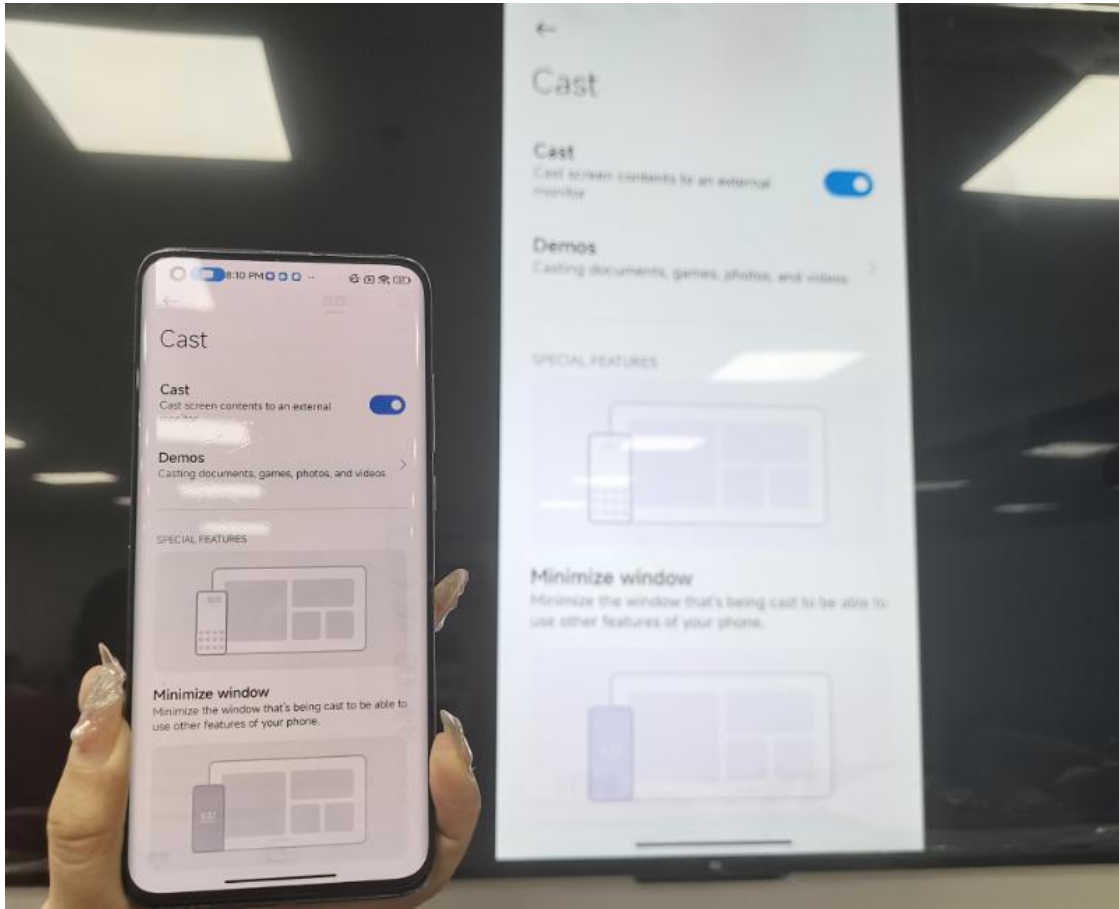 8:10 PM
Cast
Cast
Cast screen contents to an external
monitor
Demos
Casting documents, games, photos, and videos
SPECIAL FEATURES
Minimize window
Minimize the window that's being cast to be able to
use other features of your phone.
Cast
Cast
Cast screen contents to an external
monitor
Demos
Casting documents, games, photos, and videos
SPECIAL FEATURES
Minimize window
Minimize the window that's being cast to be able to
use other features of your phone.